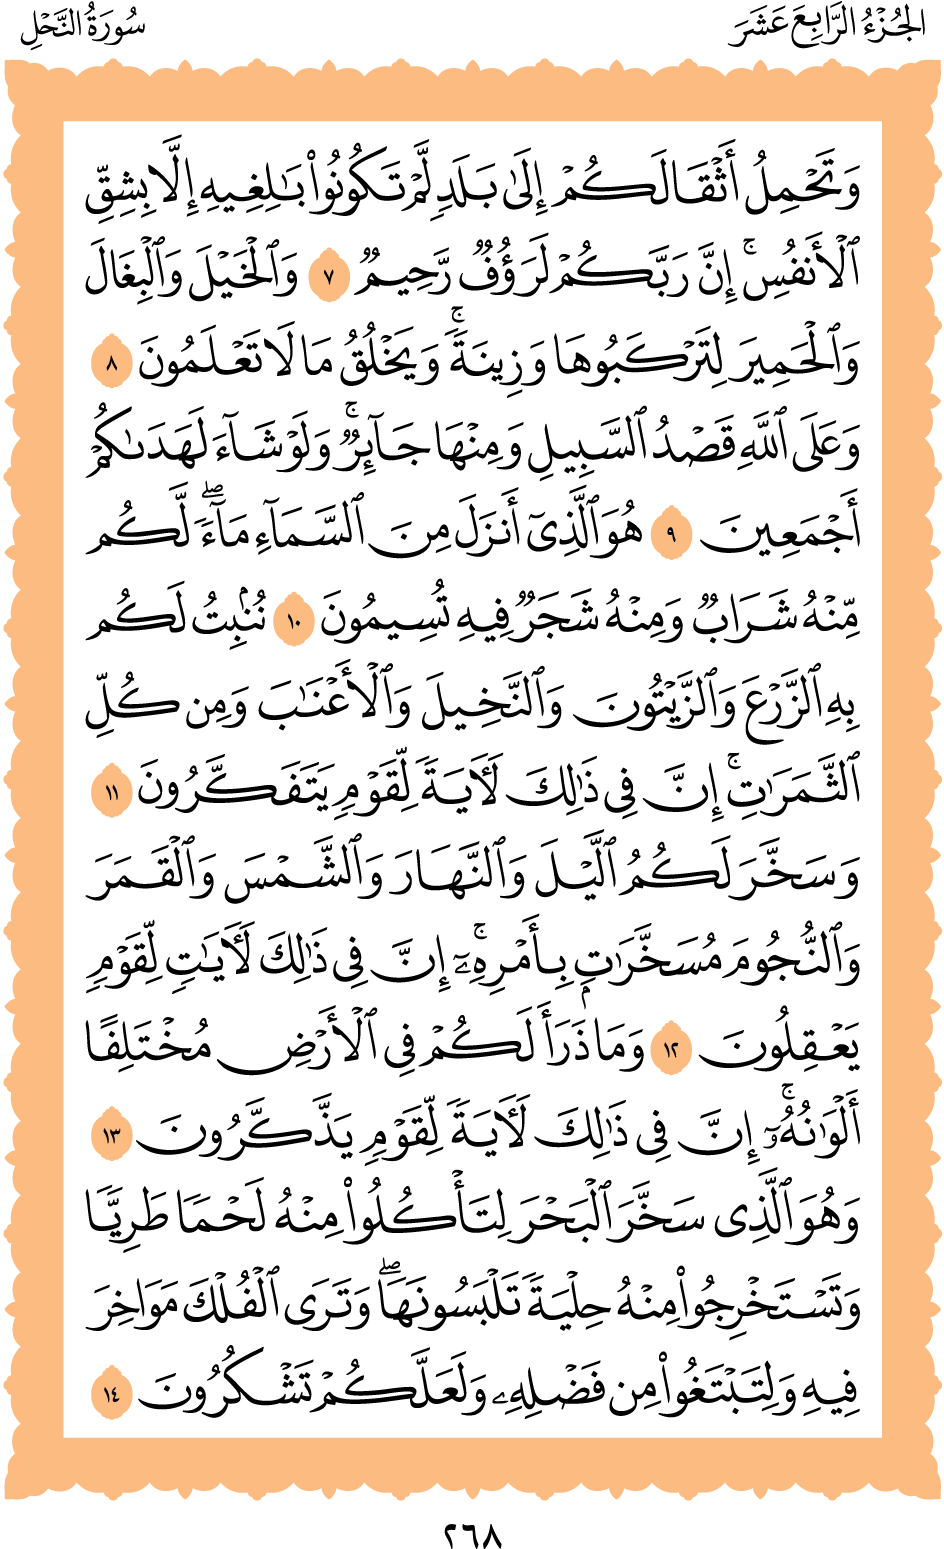 الجُزْءُ الرَّابِعَ عَشَرَ
سُورَةُ النَّحْلِ
وَتَحْمِلُ أَثْقَالَكُمْ إِلَىٰ بَلَدٍ لَّمْ تَكُونُوا۟ بَـٰلِغِيهِ إِلَّا بِشِقِّ
ٱلْأَنفُسِ ۚ إِنَّ رَبَّكُمْ لَرَءُوفٌ رَّحِيمٌ ٧ وَٱلْخَيْلَ وَٱلْبِغَالَ
وَٱلْحَمِيرَ لِتَرْكَبُوهَا وَزِينَةً ۚ وَيَخْلُقُ مَا لَا تَعْلَمُونَ ٨
وَعَلَى ٱللَّهِ قَصْدُ ٱلسَّبِيلِ وَمِنْهَا جَآئِرٌ ۚ وَلَوْ شَآءَ لَهَدَىٰكُمْ
أَجْمَعِينَ ٩ هُوَ ٱلَّذِىٓ أَنزَلَ مِنَ ٱلسَّمَآءِ مَآءً ۖ لَّكُم
مِّنْهُ شَرَابٌ وَمِنْهُ شَجَرٌ فِيهِ تُسِيمُونَ ١٠ نُنۢبِتُ لَكُم
بِهِ ٱلزَّرْعَ وَٱلزَّيْتُونَ وَٱلنَّخِيلَ وَٱلْأَعْنَـٰبَ وَمِن كُلِّ
ٱلثَّمَرَٰتِ ۚ إِنَّ فِى ذَٰلِكَ لَـَٔايَةً لِّقَوْمٍ يَتَفَكَّرُونَ ١١
وَسَخَّرَ لَكُمُ ٱلَّيْلَ وَٱلنَّهَارَ وَٱلشَّمْسَ وَٱلْقَمَرَ
وَٱلنُّجُومَ مُسَخَّرَٰتٍۭ بِأَمْرِهِۦٓ ۚ إِنَّ فِى ذَٰلِكَ لَـَٔايَـٰتٍ لِّقَوْمٍ
يَعْقِلُونَ ١٢ وَمَا ذَرَأَ لَكُمْ فِى ٱلْأَرْضِ مُخْتَلِفًا
أَلْوَٰنُهُۥٓ ۚ إِنَّ فِى ذَٰلِكَ لَـَٔايَةً لِّقَوْمٍ يَذَّكَّرُونَ ١٣
وَهُوَ ٱلَّذِى سَخَّرَ ٱلْبَحْرَ لِتَأْكُلُوا۟ مِنْهُ لَحْمًا طَرِيًّا
وَتَسْتَخْرِجُوا۟ مِنْهُ حِلْيَةً تَلْبَسُونَهَا ۖ وَتَرَى ٱلْفُلْكَ مَوَاخِرَ
فِيهِ وَلِتَبْتَغُوا۟ مِن فَضْلِهِۦ وَلَعَلَّكُمْ تَشْكُرُونَ ١٤
٢٦٨